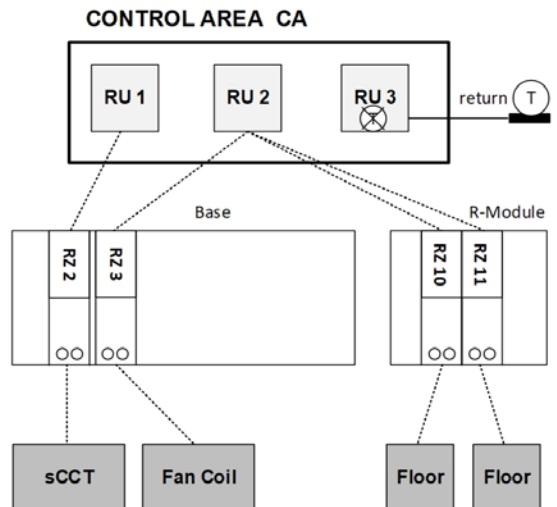 CONTROL AREA CA
RU 1
RU 2
RU 3
T
return
T
Base
R-Module
RZ 2
RZ 3
RZ 10
RZ 11
sCCT
Fan Coil
Floor
Floor